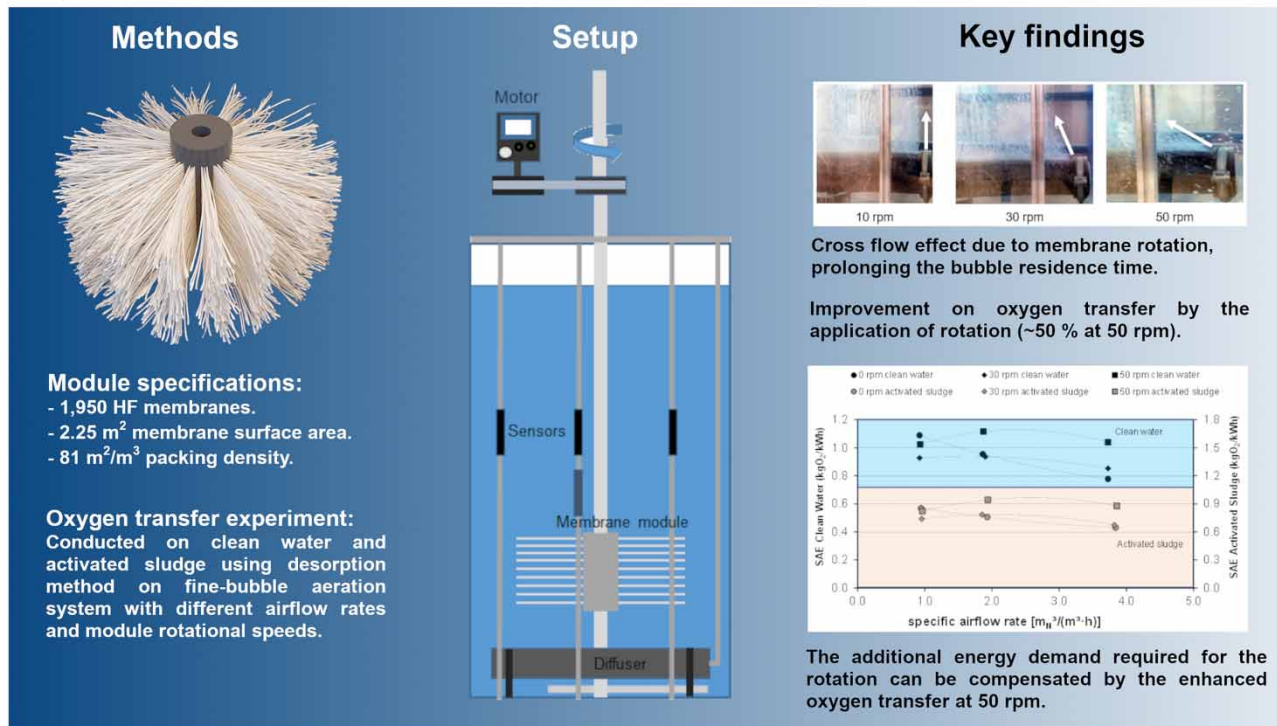 Methods
Module specifications:
- 1,950 HF membranes.
- 2.25 m² membrane surface area.
- 81 m²/m³ packing density.
Oxygen transfer experiment:
Conducted on clean water and
activated sludge using desorption
method on fine-bubble aeration
system with different airflow rates
and module rotational speeds.
Setup
Motor
Sensors
Membrane module
Diffuser
Key findings
10 rpm
30 rpm
50 rpm
Cross flow effect due to membrane rotation,
prolonging the bubble residence time.
Improvement on oxygen transfer by the
application of rotation (~50 % at 50 rpm).
0 rpm clean water
30 rpm clean water
50 rpm clean water
0 rpm activated sludge
30 rpm activated sludge
50 rpm activated sludge
SAE Clean Water (kgO₂/kWh)
1.2
1.0
0.8
0.6
0.4
0.2
0.0
Clean water
Activated sludge
1.8
1.5
1.2
0.9
0.6
0.3
0.0
SAE Activated Sludge (kgO₂/kWh)
0.0 1.0 2.0 3.0 4.0 5.0
specific airflow rate [m_N³/(m³·h)]
The additional energy demand required for the
rotation can be compensated by the enhanced
oxygen transfer at 50 rpm.